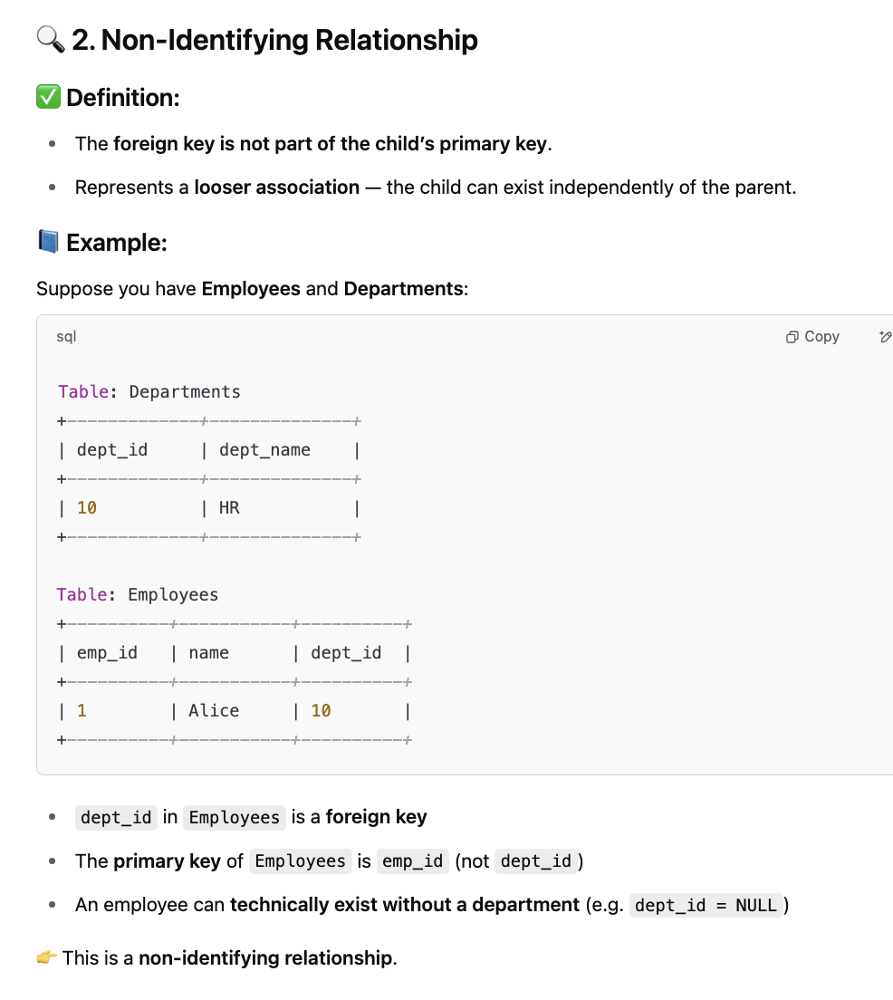 🔍 2. Non-Identifying Relationship
✅ Definition:
• The foreign key is not part of the child’s primary key.
• Represents a looser association — the child can exist independently of the parent.
📘 Example:
Suppose you have Employees and Departments:
sql
Copy
Table: Departments
+-------------+---------------+
| dept_id     | dept_name    |
+-------------+---------------+
| 10          | HR           |
+-------------+---------------+
Table: Employees
+----------+-----------+----------+
| emp_id   | name      | dept_id  |
+----------+-----------+----------+
| 1        | Alice     | 10       |
+----------+-----------+----------+
• dept_id in Employees is a foreign key
• The primary key of Employees is emp_id (not dept_id)
• An employee can technically exist without a department (e.g. dept_id = NULL)
👉 This is a non-identifying relationship.